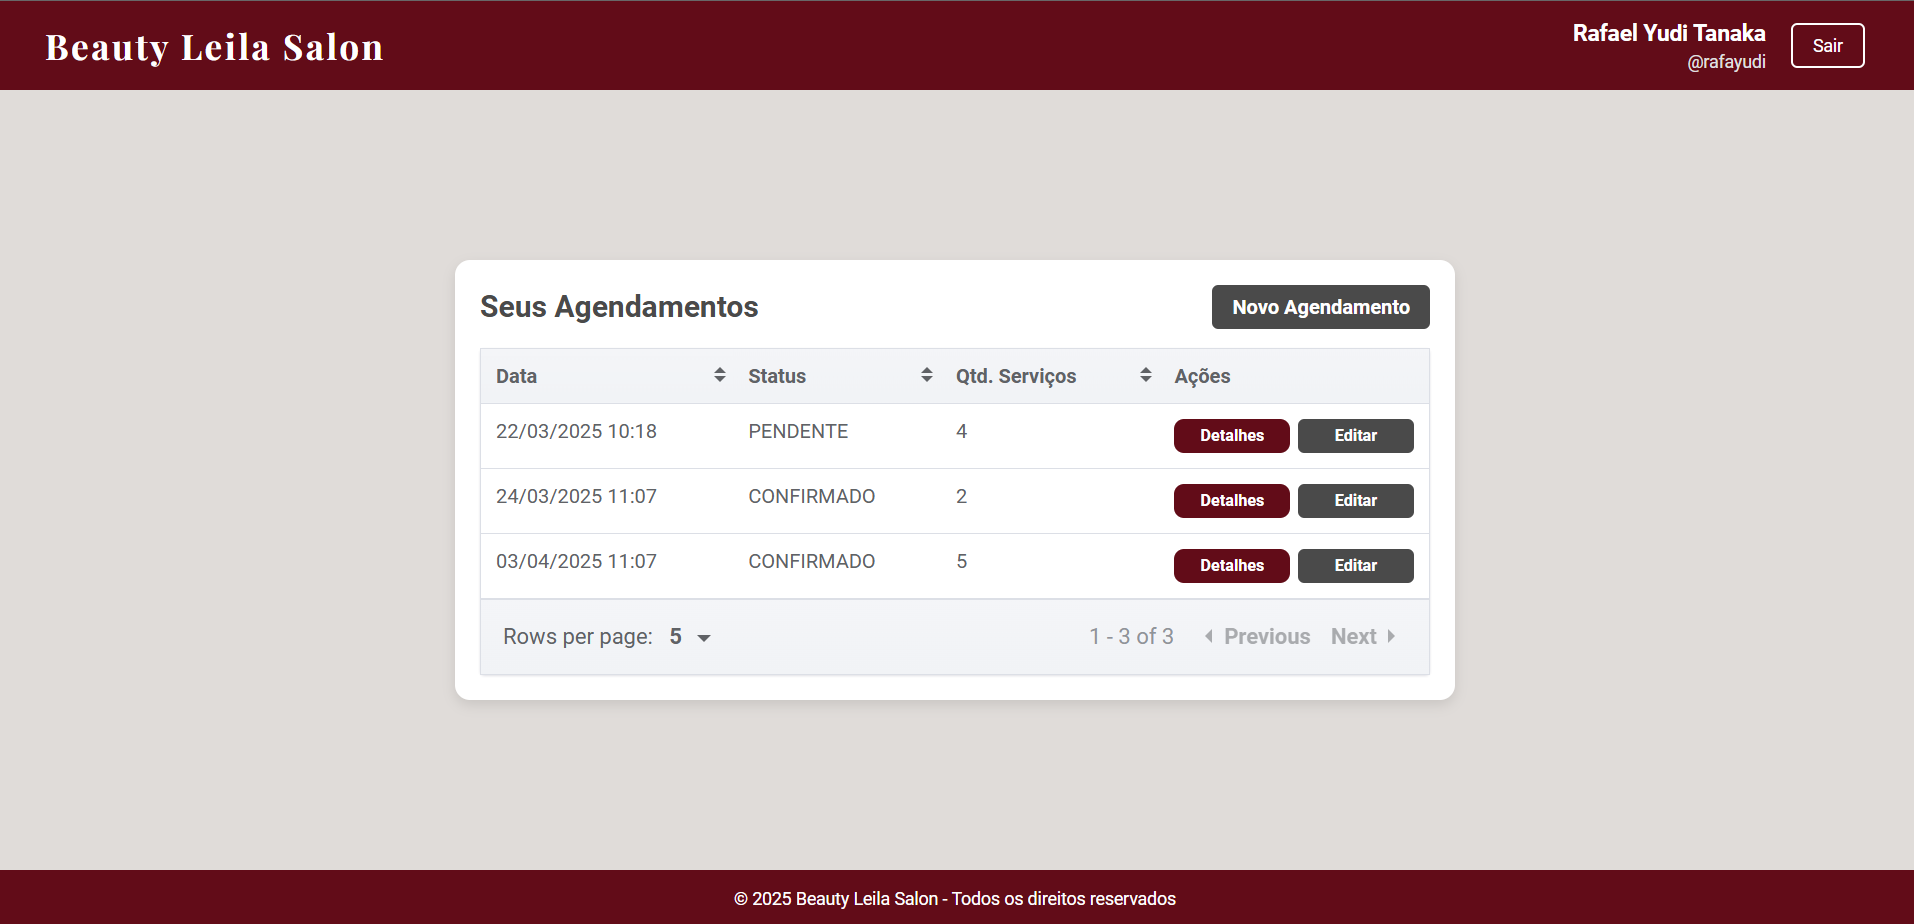 Beauty Leila Salon
Rafael Yudi Tanaka
@rafayudi
Sair
Seus Agendamentos
Novo Agendamento
Data Status Qtd. Serviços Ações
22/03/2025 10:18 PENDENTE 4 Detalhes Editar
24/03/2025 11:07 CONFIRMADO 2 Detalhes Editar
03/04/2025 11:07 CONFIRMADO 5 Detalhes Editar
Rows per page: 5 1 - 3 of 3 Previous Next
© 2025 Beauty Leila Salon - Todos os direitos reservados